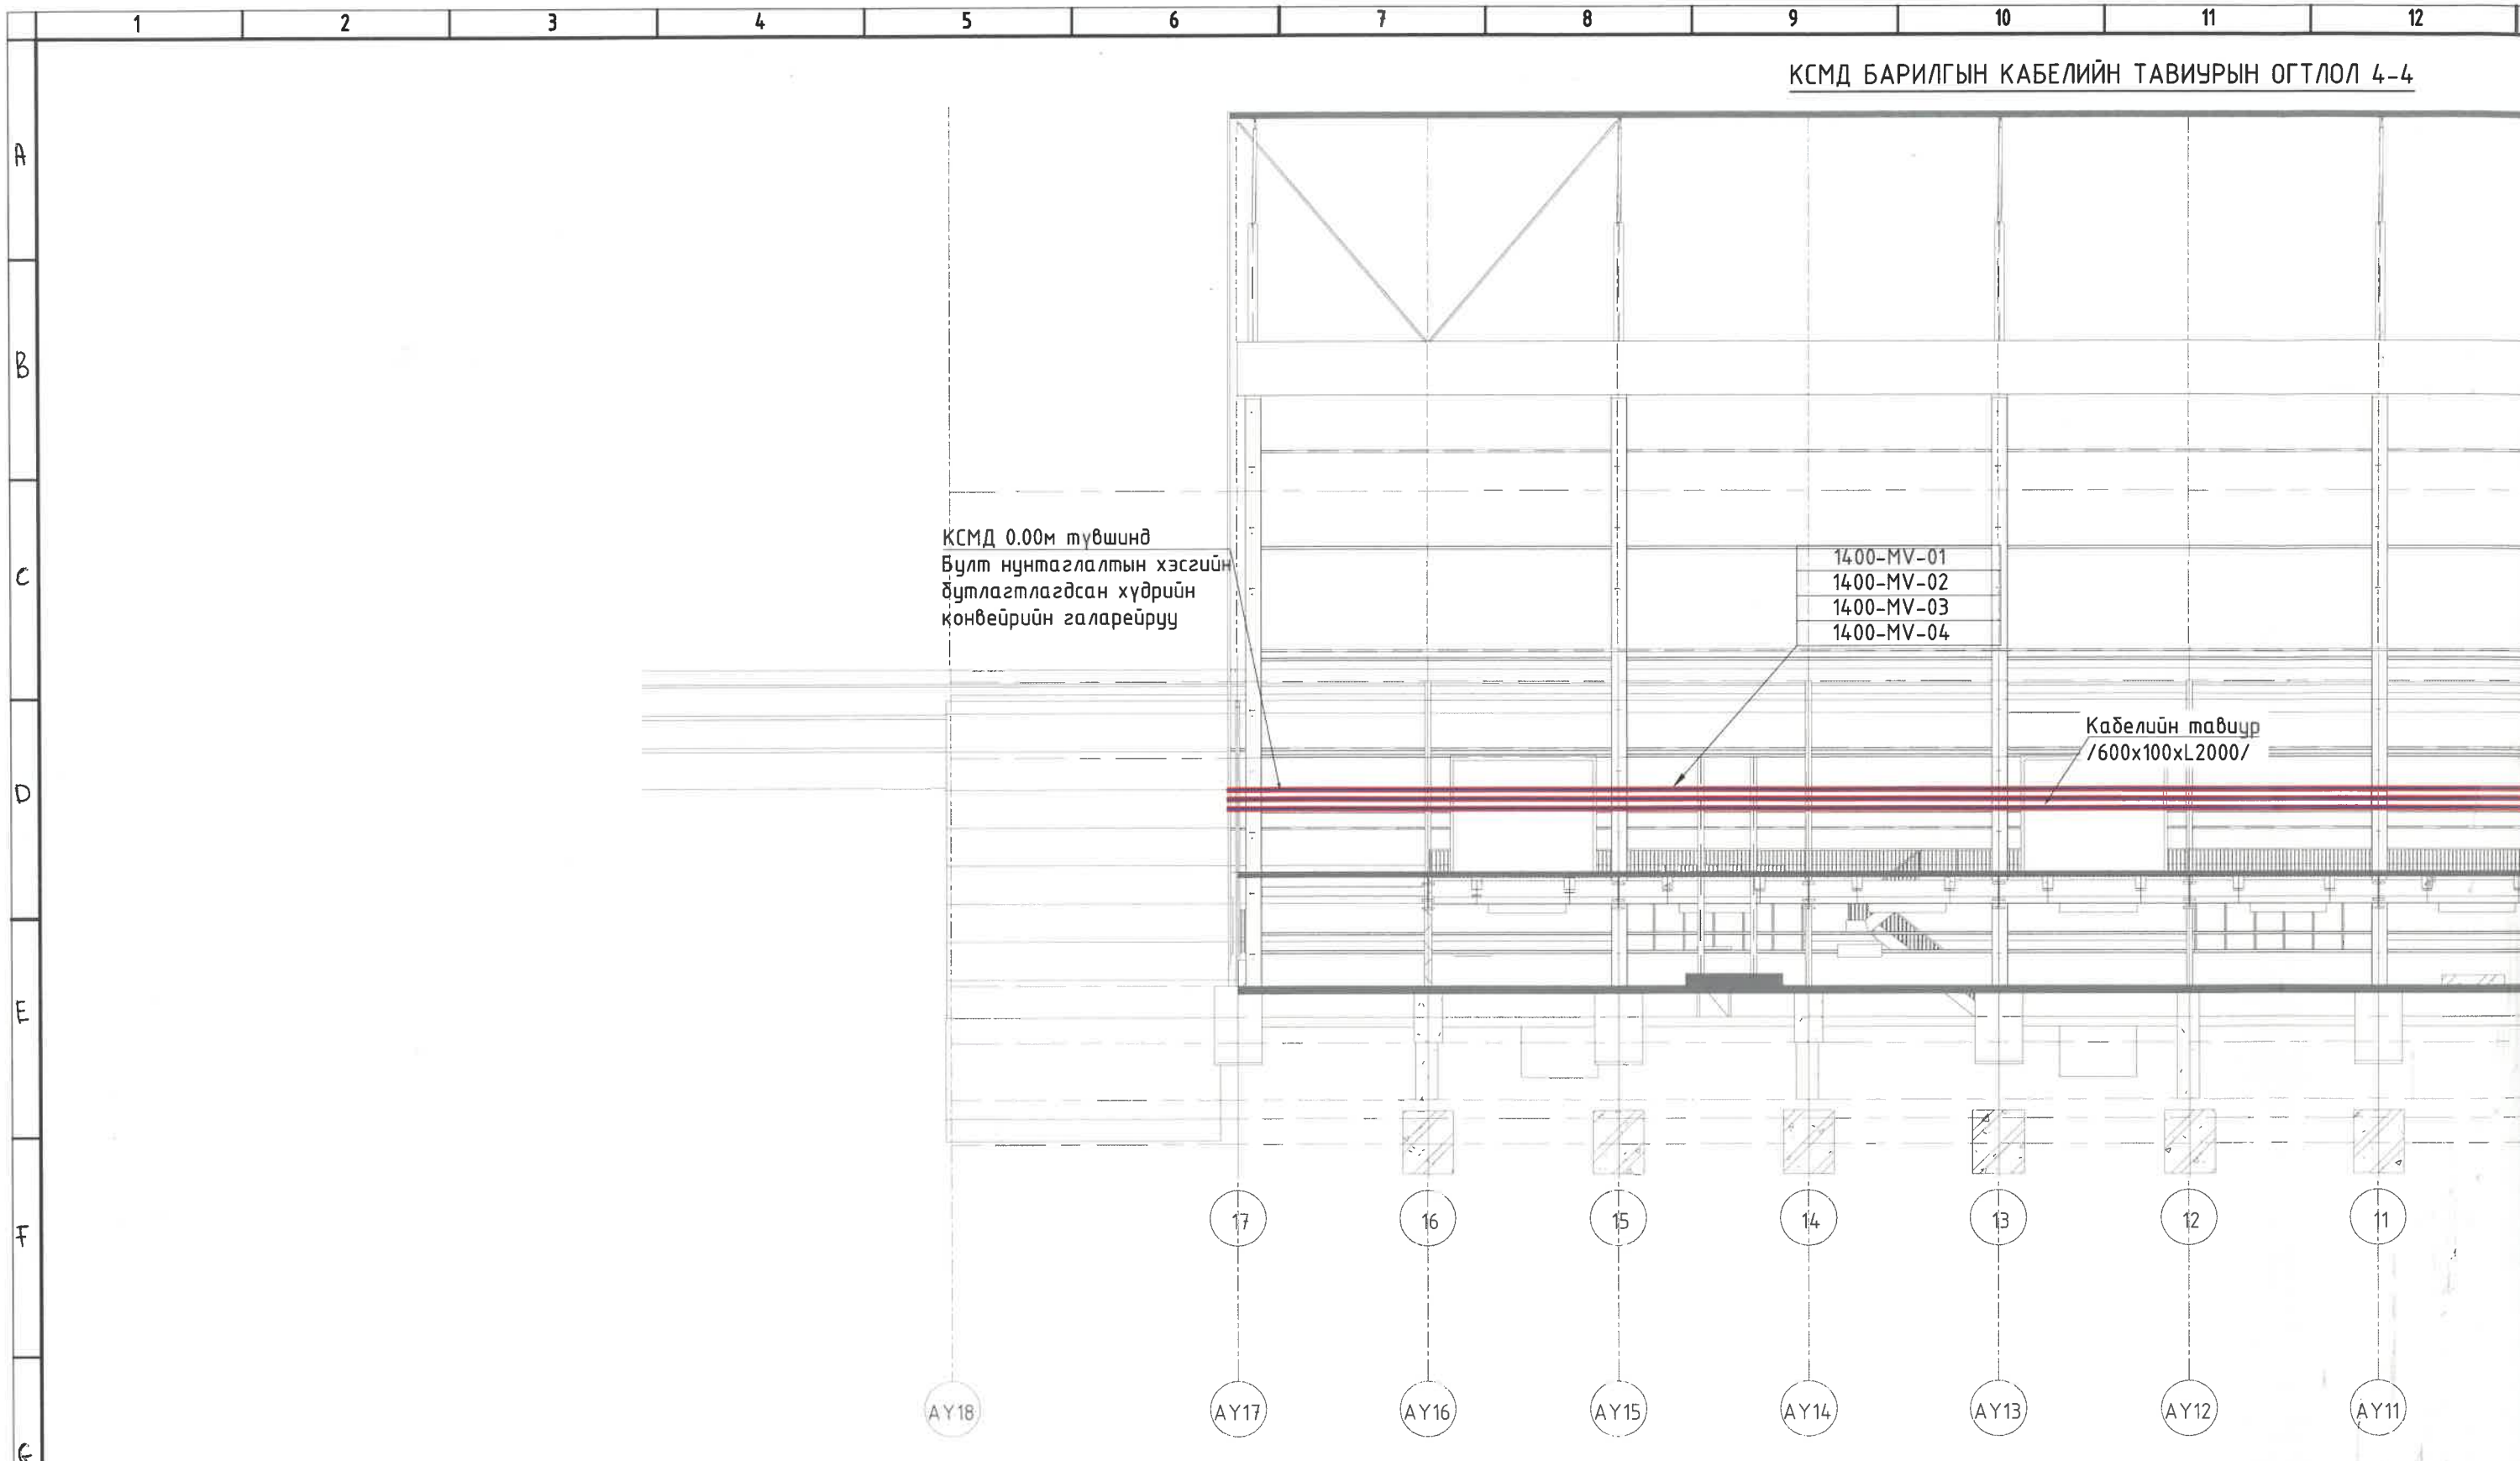 1 2 3 4 5 6 7 8 9 10 11 12
КСМД БАРИЛГЫН КАБЕЛИЙН ТАВИУРЫН ОГТЛОЛ 4-4
A
B
C
D
E
F
G
КСМД 0.00м түвшинд
Булт нунтаглалтын хэсгийн
бутлагтлагдсан хүдрийн
конвейрийн галарейруу
1400-MV-01
1400-MV-02
1400-MV-03
1400-MV-04
Кабелийн тавиур
/600x100xL2000/
17 16 15 14 13 12 11
AY18 AY17 AY16 AY15 AY14 AY13 AY12 AY11